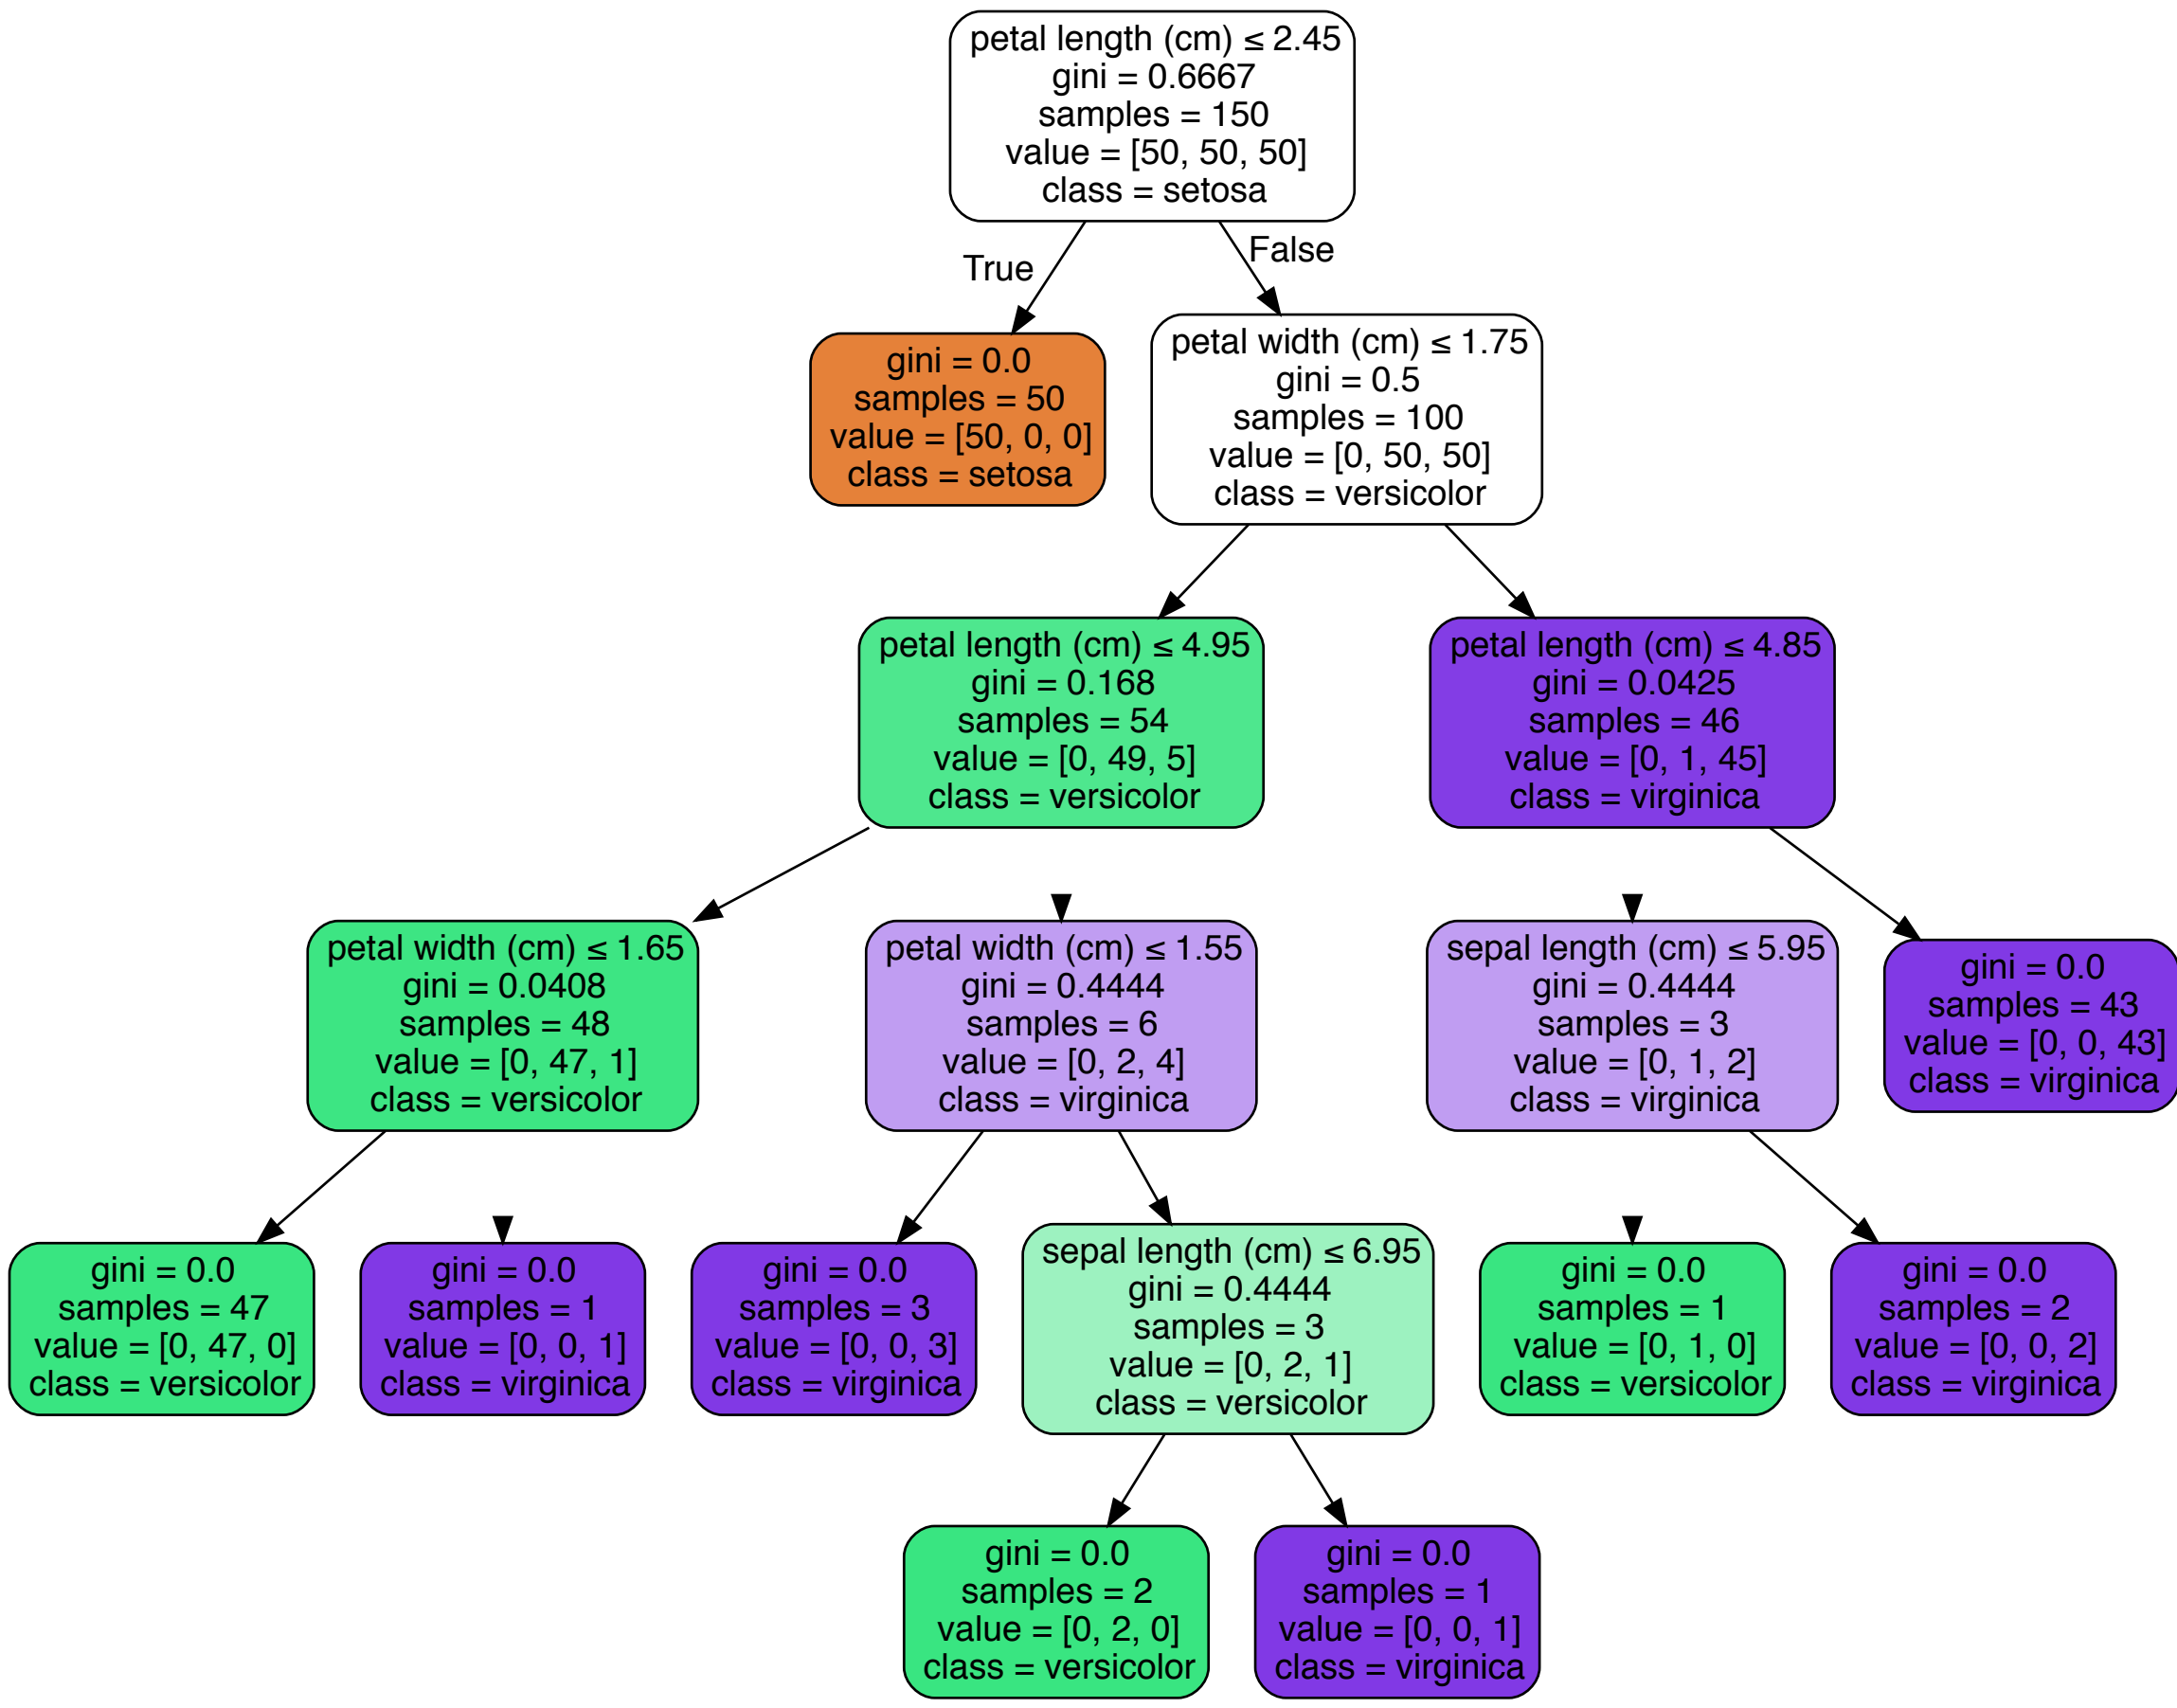 petal length (cm) ≤ 2.45
gini = 0.6667
samples = 150
value = [50, 50, 50]
class = setosa
True
False
gini = 0.0
samples = 50
value = [50, 0, 0]
class = setosa
petal width (cm) ≤ 1.75
gini = 0.5
samples = 100
value = [0, 50, 50]
class = versicolor
petal length (cm) ≤ 4.95
gini = 0.168
samples = 54
value = [0, 49, 5]
class = versicolor
petal length (cm) ≤ 4.85
gini = 0.0425
samples = 46
value = [0, 1, 45]
class = virginica
petal width (cm) ≤ 1.65
gini = 0.0408
samples = 48
value = [0, 47, 1]
class = versicolor
petal width (cm) ≤ 1.55
gini = 0.4444
samples = 6
value = [0, 2, 4]
class = virginica
sepal length (cm) ≤ 5.95
gini = 0.4444
samples = 3
value = [0, 1, 2]
class = virginica
gini = 0.0
samples = 43
value = [0, 0, 43]
class = virginica
gini = 0.0
samples = 47
value = [0, 47, 0]
class = versicolor
gini = 0.0
samples = 1
value = [0, 0, 1]
class = virginica
gini = 0.0
samples = 3
value = [0, 0, 3]
class = virginica
sepal length (cm) ≤ 6.95
gini = 0.4444
samples = 3
value = [0, 2, 1]
class = versicolor
gini = 0.0
samples = 1
value = [0, 1, 0]
class = versicolor
gini = 0.0
samples = 2
value = [0, 0, 2]
class = virginica
gini = 0.0
samples = 2
value = [0, 2, 0]
class = versicolor
gini = 0.0
samples = 1
value = [0, 0, 1]
class = virginica